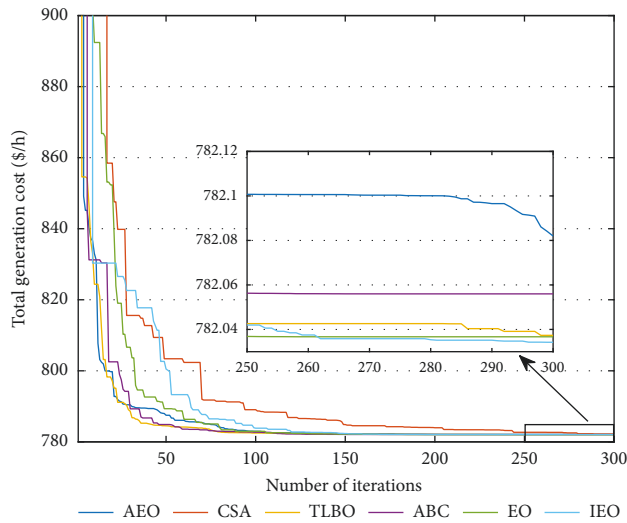 900
880
860
840
820
800
780
Total generation cost ($/h)
782.12
782.1
782.08
782.06
782.04
250 260 270 280 290 300
50 100 150 200 250 300
Number of iterations
AEO CSA TLBO ABC EO IEO